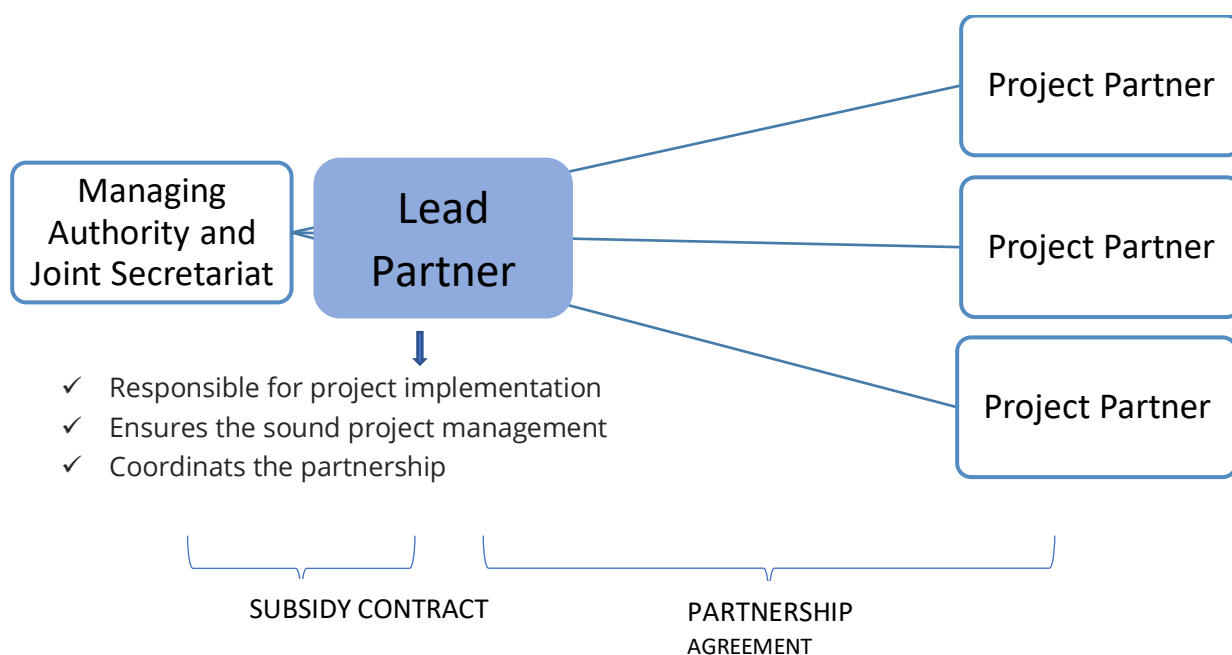 Project Partner
Managing
Authority and
Joint Secretariat
Lead
Partner
Project Partner
Project Partner
✓ Responsible for project implementation
✓ Ensures the sound project management
✓ Coordinats the partnership
SUBSIDY CONTRACT
PARTNERSHIP
AGREEMENT